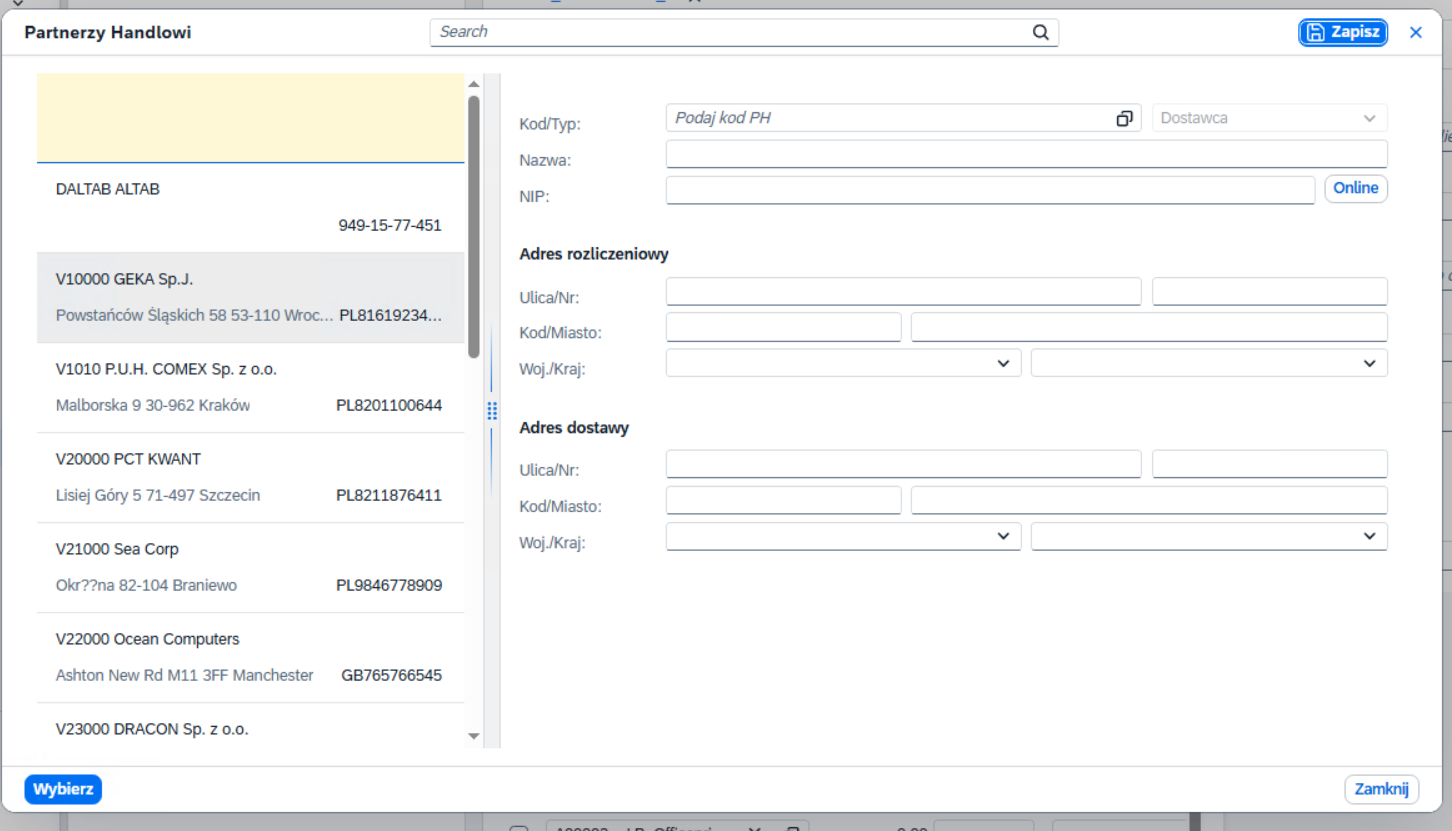 Partnerzy Handlowi
Search
Zapisz
DALTAB ALTAB
949-15-77-451
V10000 GEKA Sp.J.
Powstańców Śląskich 58 53-110 Wroc... PL81619234...
V1010 P.U.H. COMEX Sp. z o.o.
Malborska 9 30-962 Kraków PL8201100644
V20000 PCT KWANT
Lisiej Góry 5 71-497 Szczecin PL8211876411
V21000 Sea Corp
Okr??na 82-104 Braniewo PL9846778909
V22000 Ocean Computers
Ashton New Rd M11 3FF Manchester GB765766545
V23000 DRACON Sp. z o.o.
Kod/Typ: Podaj kod PH Dostawca
Nazwa:
NIP: Online
Adres rozliczeniowy
Ulica/Nr:
Kod/Miasto:
Woj./Kraj:
Adres dostawy
Ulica/Nr:
Kod/Miasto:
Woj./Kraj:
Wybierz
Zamknij